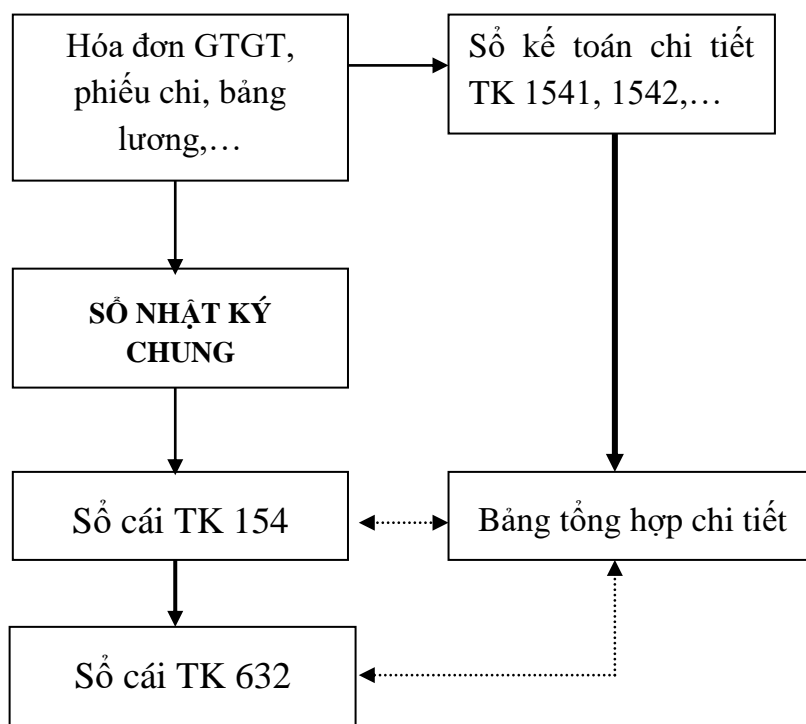 Hóa đơn GTGT,
phiếu chi, bảng
lương,…
Sổ kế toán chi tiết
TK 1541, 1542,…
SỔ NHẬT KÝ
CHUNG
Sổ cái TK 154
Bảng tổng hợp chi tiết
Sổ cái TK 632